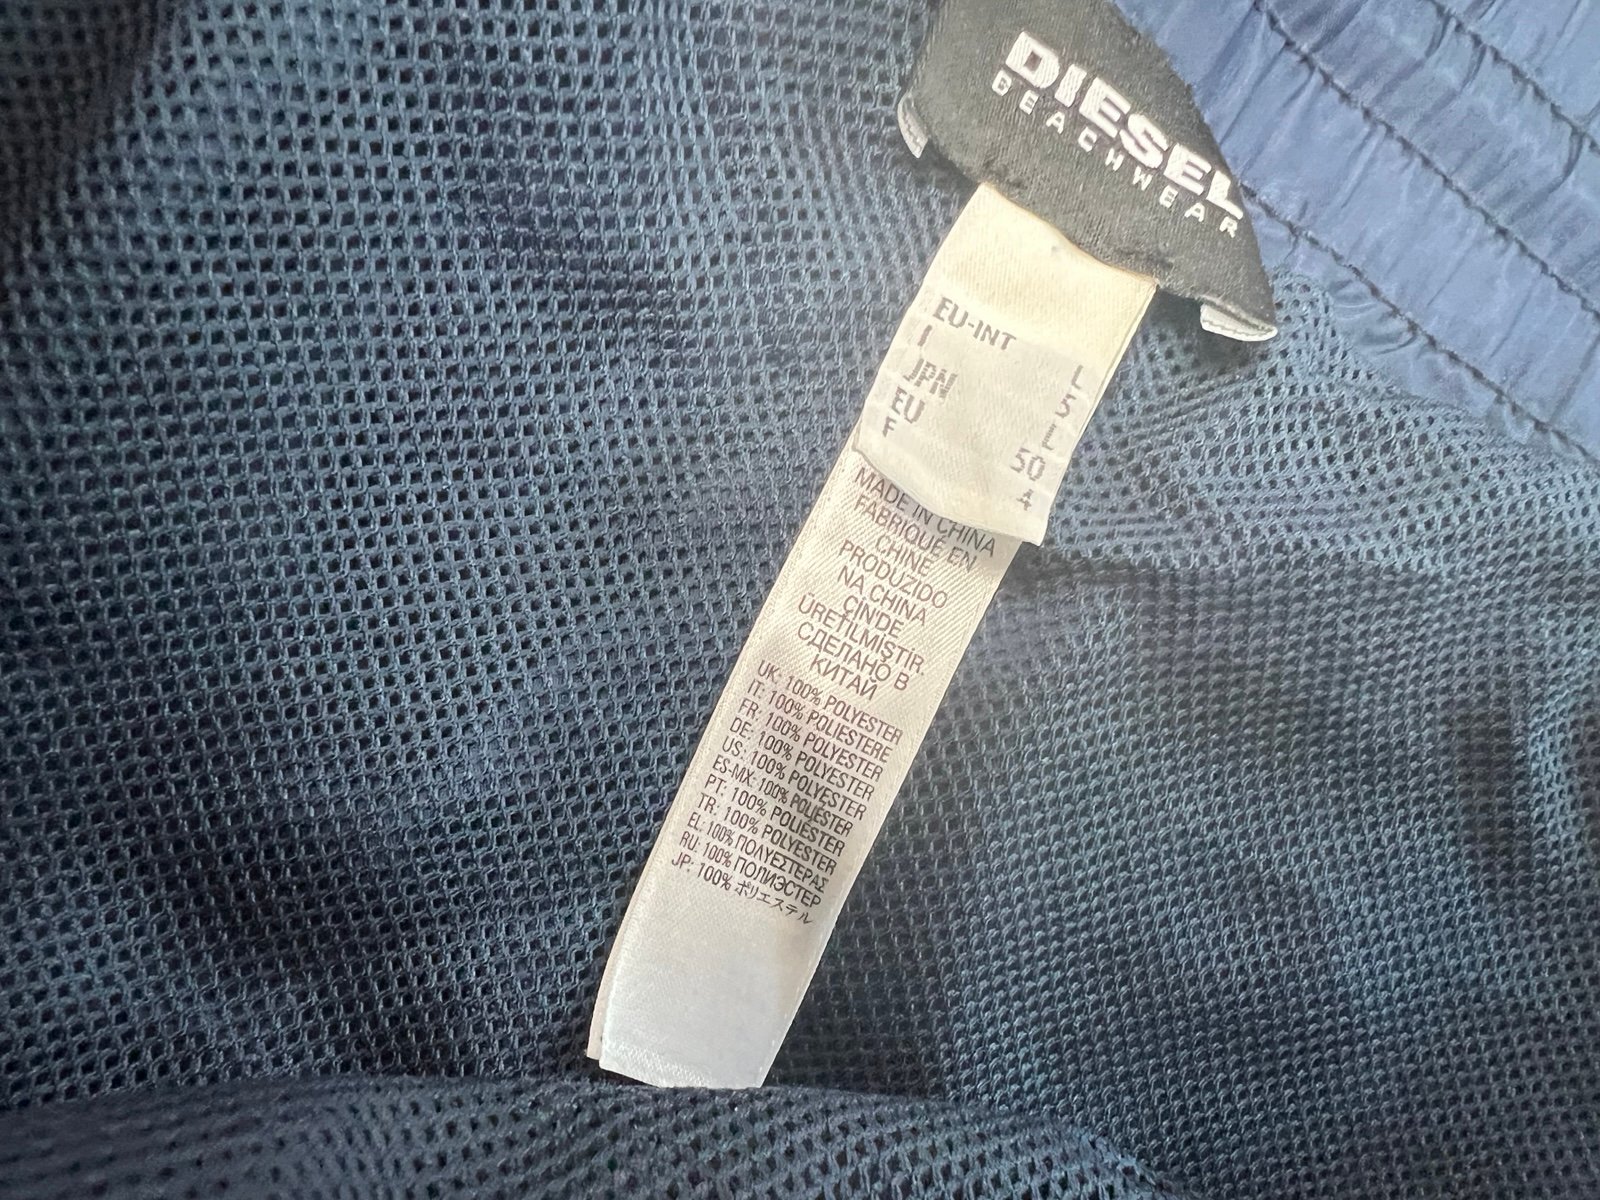 DIESEL
BEACHWEAR
EU-INT L
I 5
JPN L
EU 50
F 4
MADE IN CHINA
FABRIQUÉ EN
CHINE
PRODUZIDO
NA CHINA
ÇİNDE
ÜRETİLMİŞTİR.
СДЕЛАНО В
КИТАЙ
UK: 100% POLYESTER
IT: 100% POLIESTERE
FR: 100% POLYESTER
DE: 100% POLYESTER
US: 100% POLYESTER
ES-MX: 100% POLIESTER
PT: 100% POLIÉSTER
TR: 100% POLYESTER
EL: 100% ΠΟΛΥΕΣΤΕΡΑΣ
RU: 100% ПОЛИЭСТЕР
JP: 100% ポリエステル